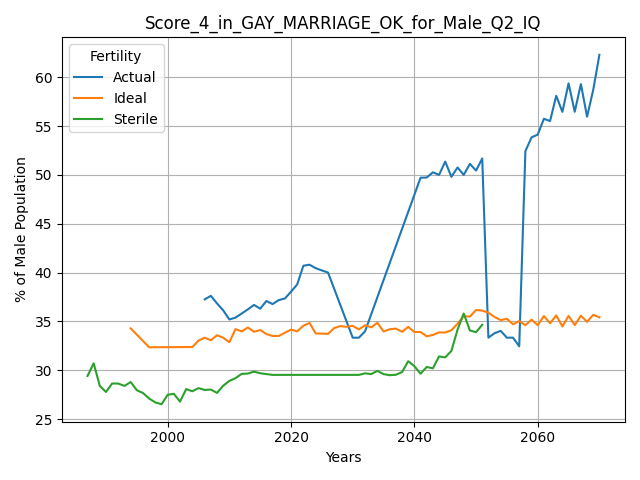 Score_4_in_GAY_MARRIAGE_OK_for_Male_Q2_IQ
Fertility
Actual
Ideal
Sterile
% of Male Population
60
55
50
45
40
35
30
25
2000
2020
2040
2060
Years